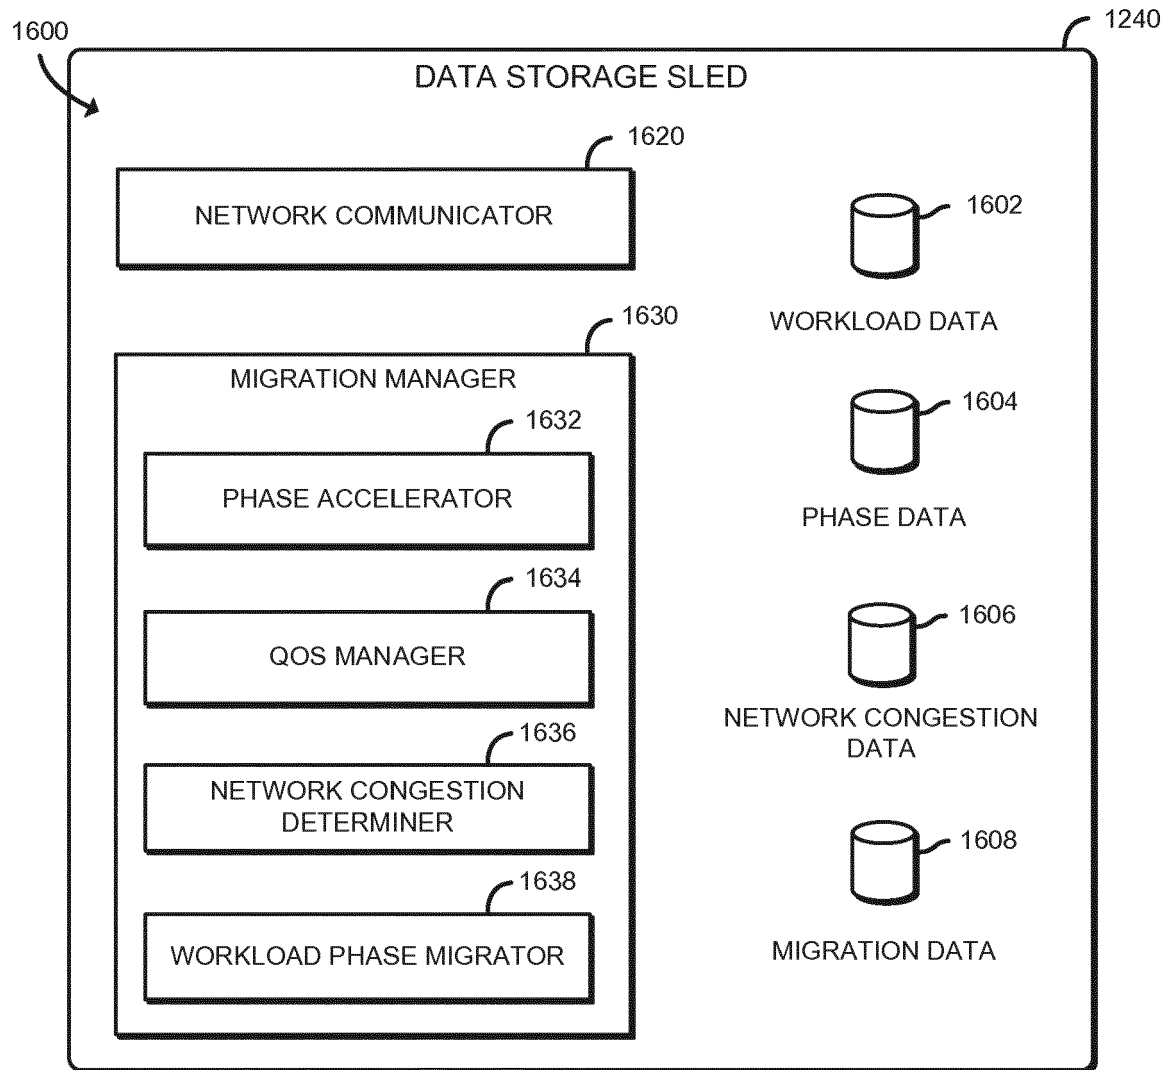 1600
1240
DATA STORAGE SLED
1620
NETWORK COMMUNICATOR
1602
WORKLOAD DATA
1630
MIGRATION MANAGER
1632
PHASE ACCELERATOR
1604
PHASE DATA
1634
QOS MANAGER
1606
NETWORK CONGESTION
DATA
1636
NETWORK CONGESTION
DETERMINER
1608
MIGRATION DATA
1638
WORKLOAD PHASE MIGRATOR